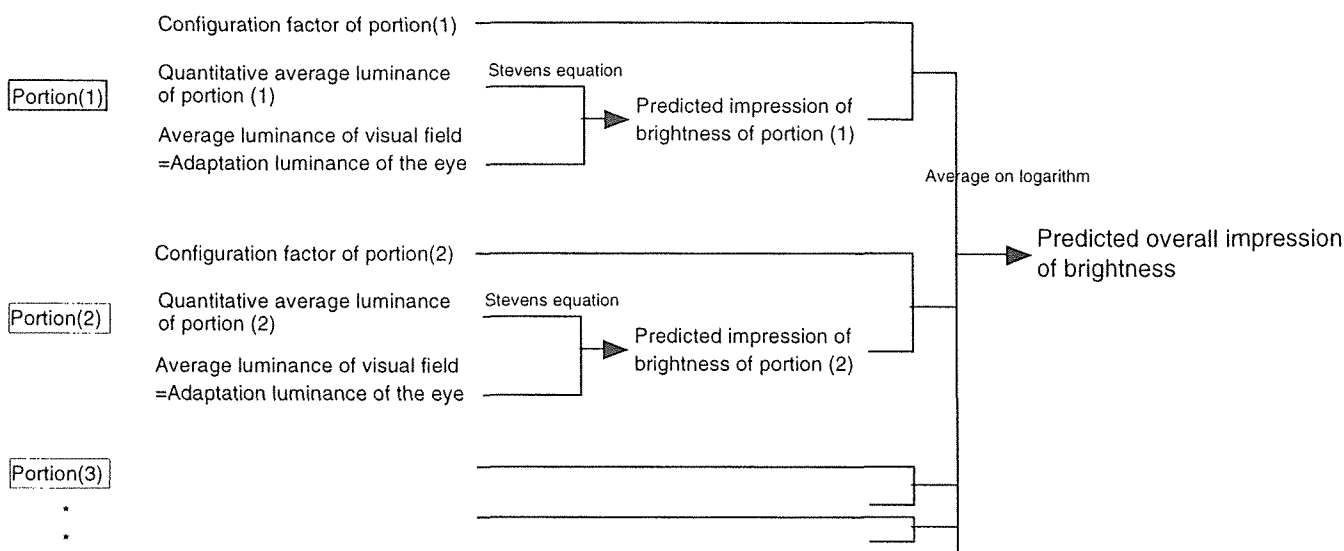 Configuration factor of portion(1)
Portion(1)
Quantitative average luminance
of portion (1)
Stevens equation
Average luminance of visual field
=Adaptation luminance of the eye
Predicted impression of
brightness of portion (1)
Average on logarithm
Predicted overall impression
of brightness
Configuration factor of portion(2)
Portion(2)
Quantitative average luminance
of portion (2)
Stevens equation
Average luminance of visual field
=Adaptation luminance of the eye
Predicted impression of
brightness of portion (2)
Portion(3)
*
*